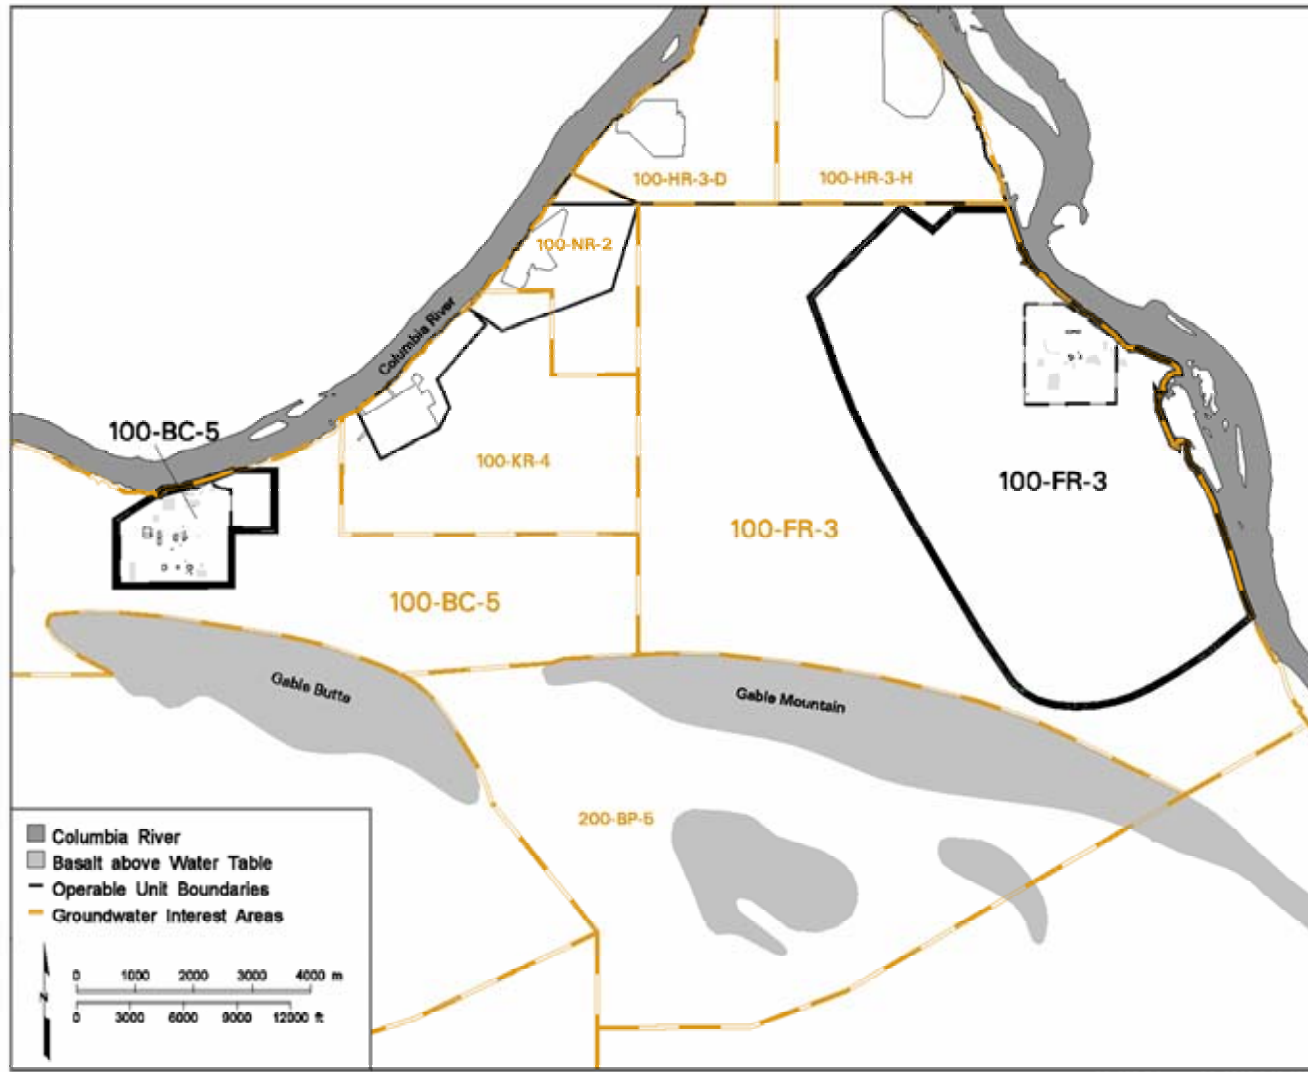 100-HR-3-D
100-HR-3-H
100-NR-2
Columbia River
100-BC-5
100-KR-4
100-FR-3
100-FR-3
100-BC-5
Gable Butte
Gable Mountain
200-BP-5
Columbia River
Basalt above Water Table
Operable Unit Boundaries
Groundwater Interest Areas
N
0 1000 2000 3000 4000 m
0 3000 6000 9000 12000 ft